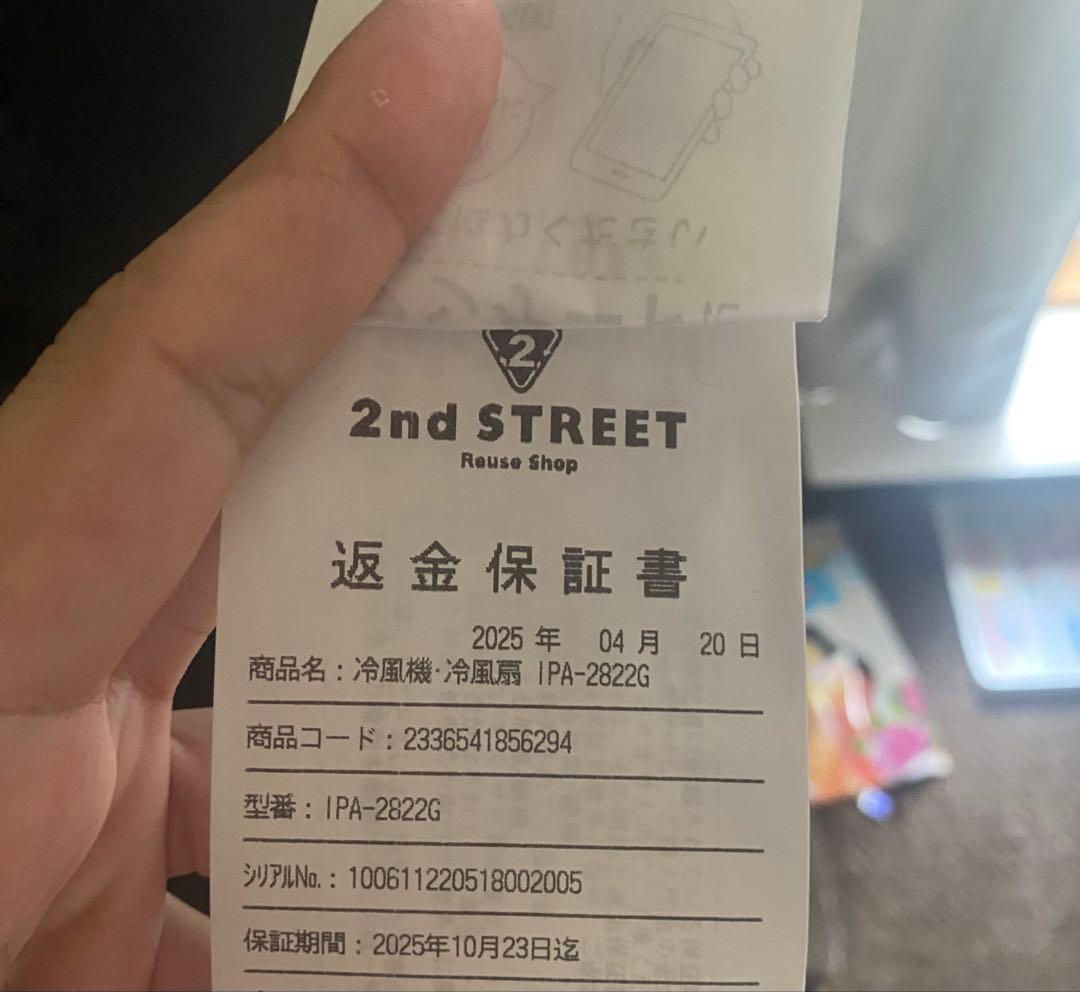 2
2nd STREET
Reuse Shop
返金保証書
2025 年 04 月 20 日
商品名：冷風機･冷風扇 IPA-2822G
商品コード：2336541856294
型番：IPA-2822G
ｼﾘｱﾙNo.：100611220518002005
保証期間：2025年10月23日迄